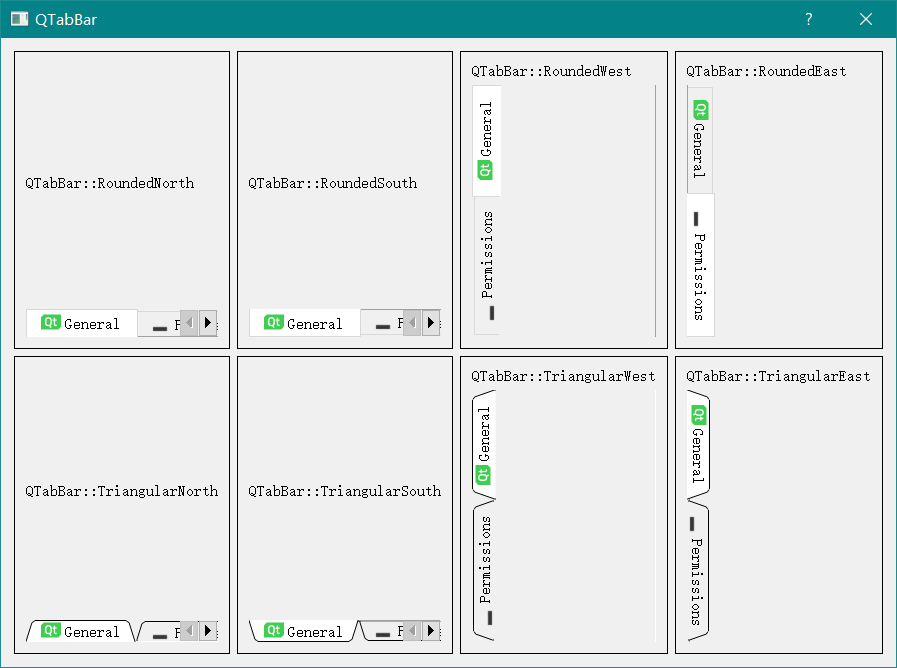 QTabBar
?
QTabBar::RoundedNorth
Qt General
QTabBar::RoundedSouth
Qt General
QTabBar::RoundedWest
Qt General
Permissions
QTabBar::RoundedEast
Qt General
Permissions
QTabBar::TriangularNorth
Qt General
QTabBar::TriangularSouth
Qt General
QTabBar::TriangularWest
Qt General
Permissions
QTabBar::TriangularEast
Qt General
Permissions